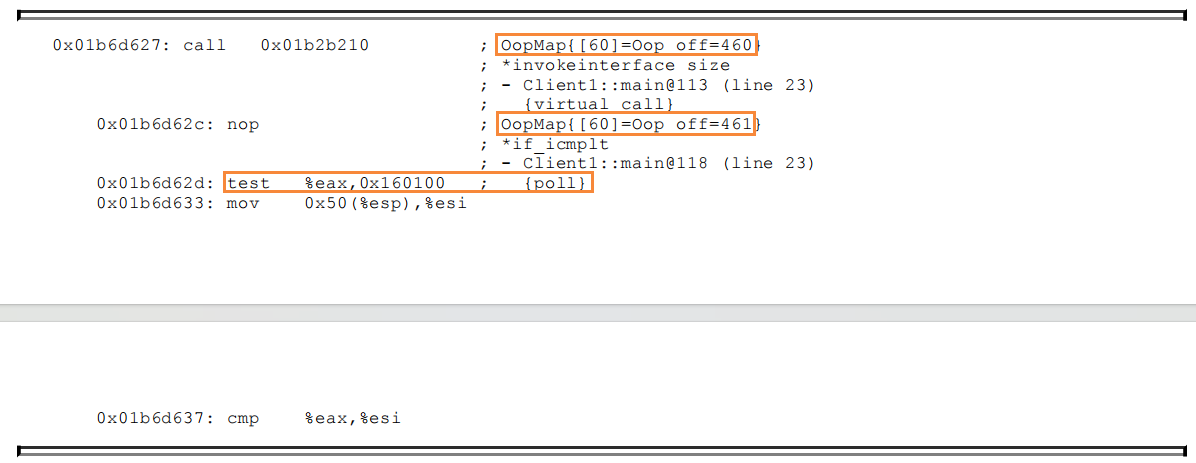 0x01b6d627: call 0x01b2b210 ; OopMap{[60]=Oop off=460}
; *invokeinterface size
; - Client1::main@113 (line 23)
; {virtual_call}
0x01b6d62c: nop ; OopMap{[60]=Oop off=461}
; *if_icmplt
; - Client1::main@118 (line 23)
0x01b6d62d: test %eax,0x160100 ; {poll}
0x01b6d633: mov 0x50(%esp),%esi
0x01b6d637: cmp %eax,%esi